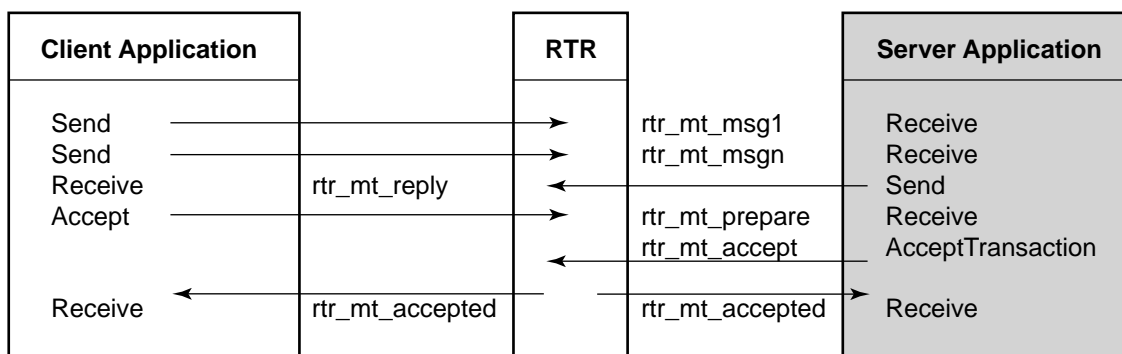 Client Application RTR Server Application
Send rtr_mt_msg1 Receive
Send rtr_mt_msgn Receive
Receive rtr_mt_reply Send
Accept rtr_mt_prepare Receive
rtr_mt_accept AcceptTransaction
Receive rtr_mt_accepted rtr_mt_accepted Receive